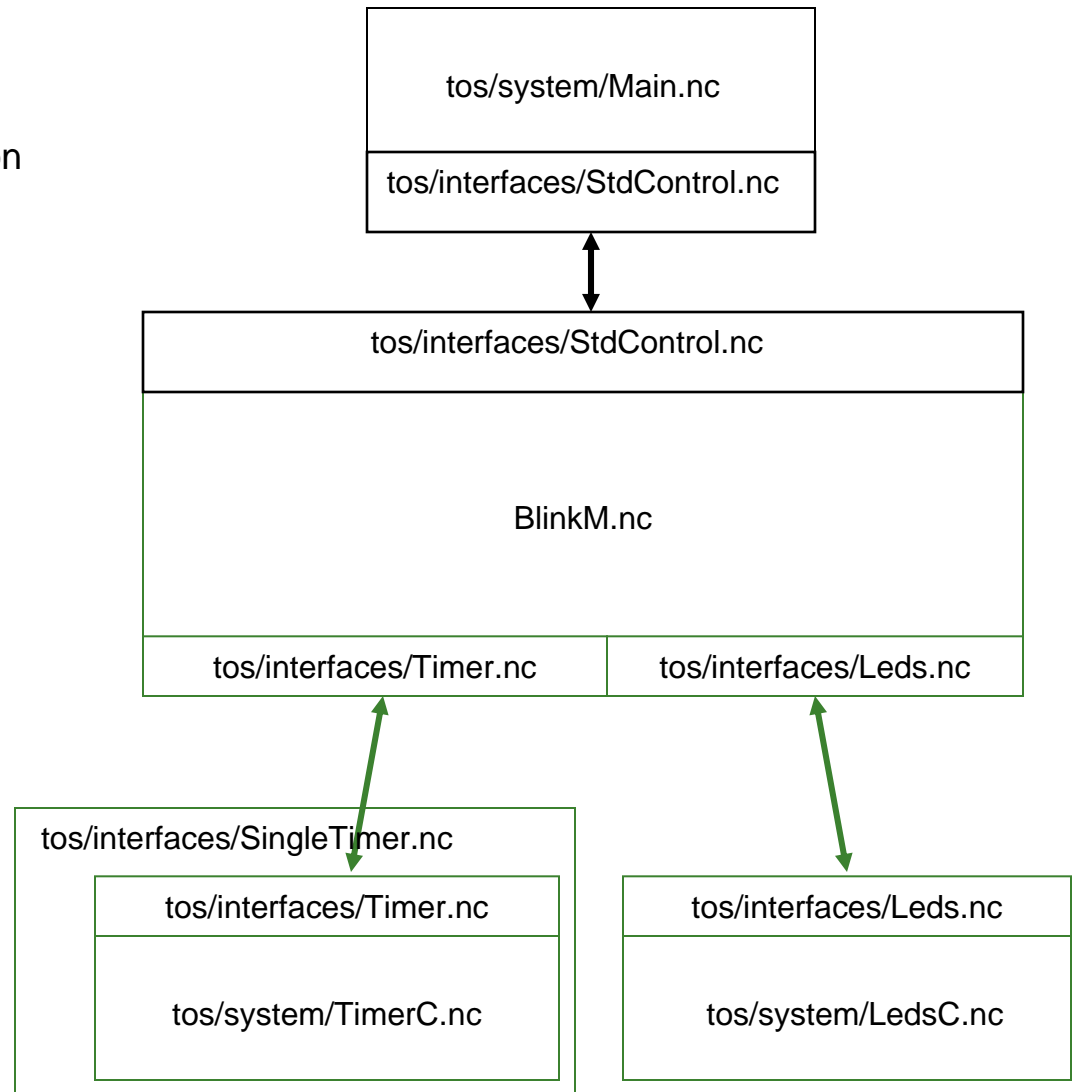 tos/system/Main.nc
n
tos/interfaces/StdControl.nc
tos/interfaces/StdControl.nc
BlinkM.nc
tos/interfaces/Timer.nc
tos/interfaces/Leds.nc
tos/interfaces/SingleTimer.nc
tos/interfaces/Timer.nc
tos/interfaces/Leds.nc
tos/system/TimerC.nc
tos/system/LedsC.nc